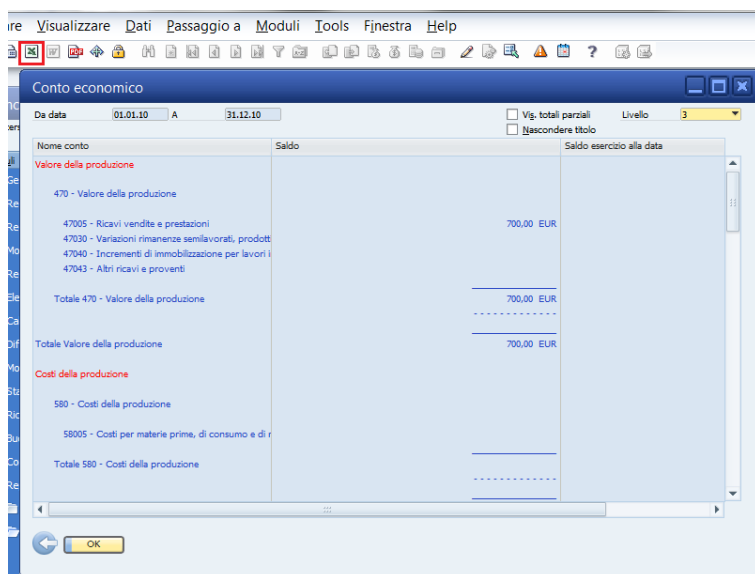 Visualizzare Dati Passaggio a Moduli Tools Finestra Help
Conto economico
Da data 01.01.10 A 31.12.10 Vis. totali parziali Livello 3
Nascondere titolo
Nome conto Saldo Saldo esercizio alla data
Valore della produzione
470 - Valore della produzione
47005 - Ricavi vendite e prestazioni 700,00 EUR
47030 - Variazioni rimanenze semilavorati, prodott
47040 - Incrementi di immobilizzazione per lavori i
47043 - Altri ricavi e proventi
Totale 470 - Valore della produzione 700,00 EUR
Totale Valore della produzione 700,00 EUR
Costi della produzione
580 - Costi della produzione
58005 - Costi per materie prime, di consumo e di r
Totale 580 - Costi della produzione
OK